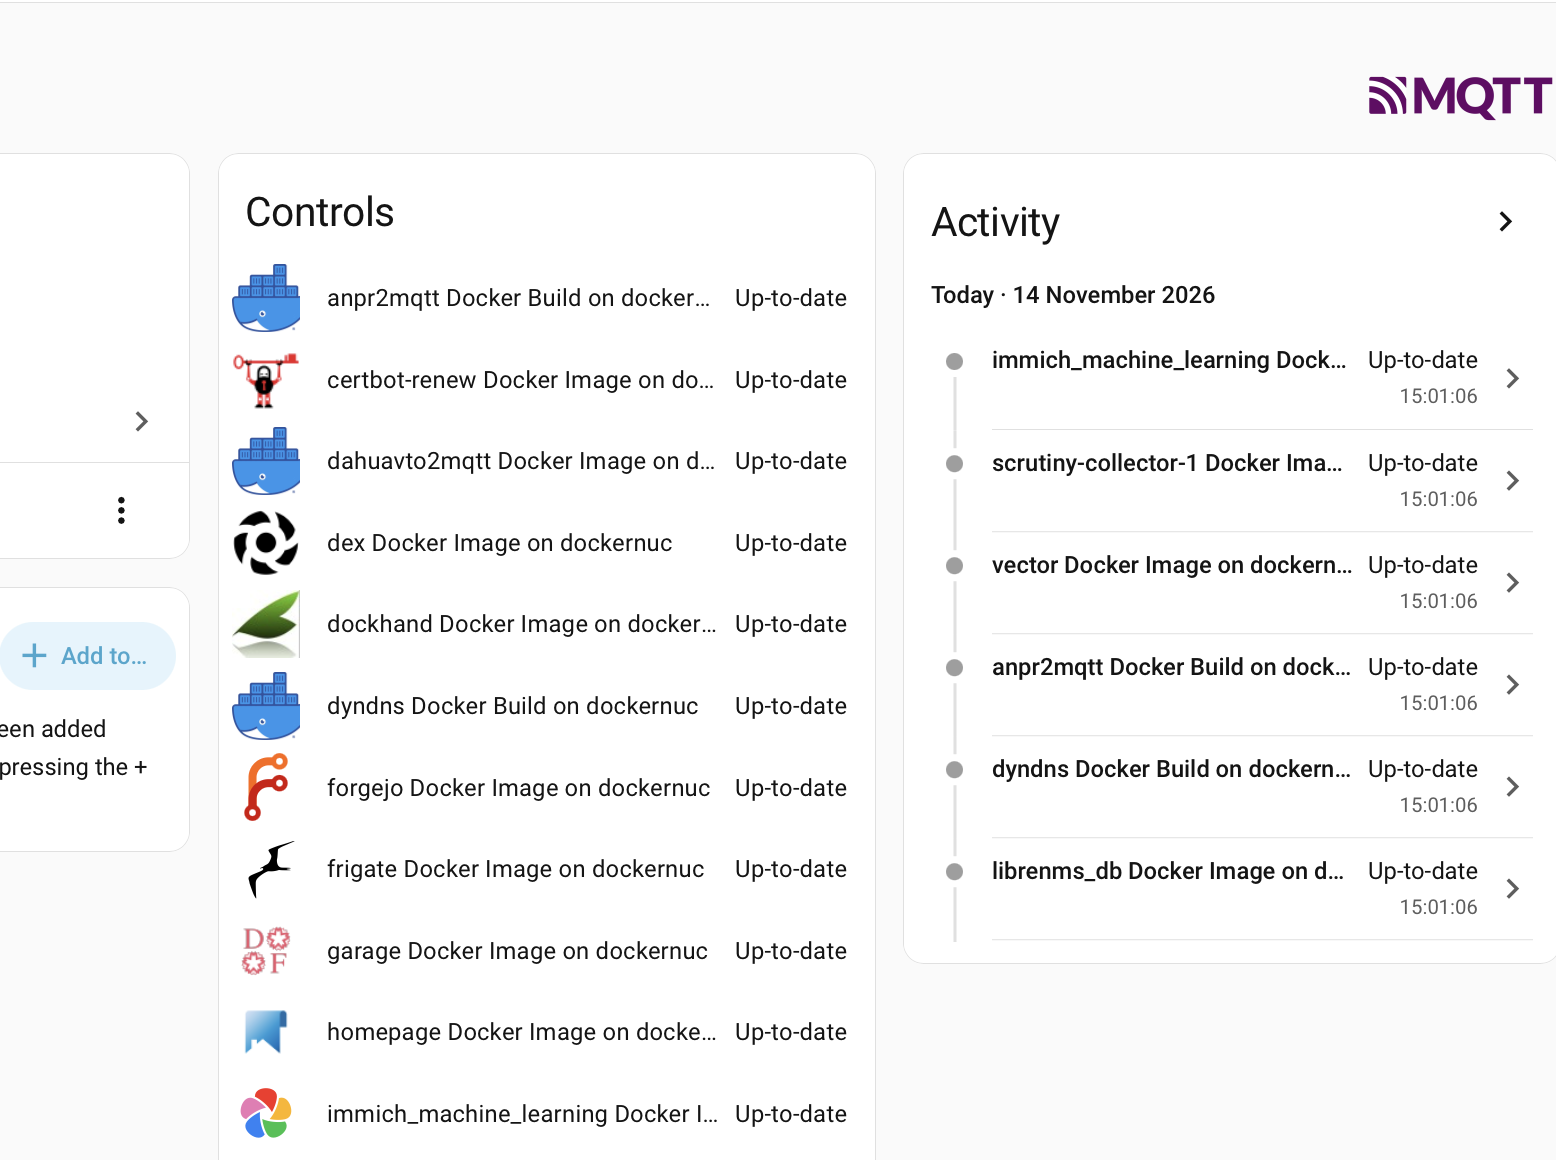 MQTT
Add to...
een added
pressing the +
Controls
anpr2mqtt Docker Build on docker... Up-to-date
certbot-renew Docker Image on do... Up-to-date
dahuavto2mqtt Docker Image on d... Up-to-date
dex Docker Image on dockernuc Up-to-date
dockhand Docker Image on docker... Up-to-date
dyndns Docker Build on dockernuc Up-to-date
forgejo Docker Image on dockernuc Up-to-date
frigate Docker Image on dockernuc Up-to-date
D
F
garage Docker Image on dockernuc Up-to-date
homepage Docker Image on docke... Up-to-date
immich_machine_learning Docker I... Up-to-date
Activity
Today · 14 November 2026
immich_machine_learning Dock... Up-to-date
15:01:06
scrutiny-collector-1 Docker Ima... Up-to-date
15:01:06
vector Docker Image on dockern... Up-to-date
15:01:06
anpr2mqtt Docker Build on dock... Up-to-date
15:01:06
dyndns Docker Build on dockern... Up-to-date
15:01:06
librenms_db Docker Image on d... Up-to-date
15:01:06